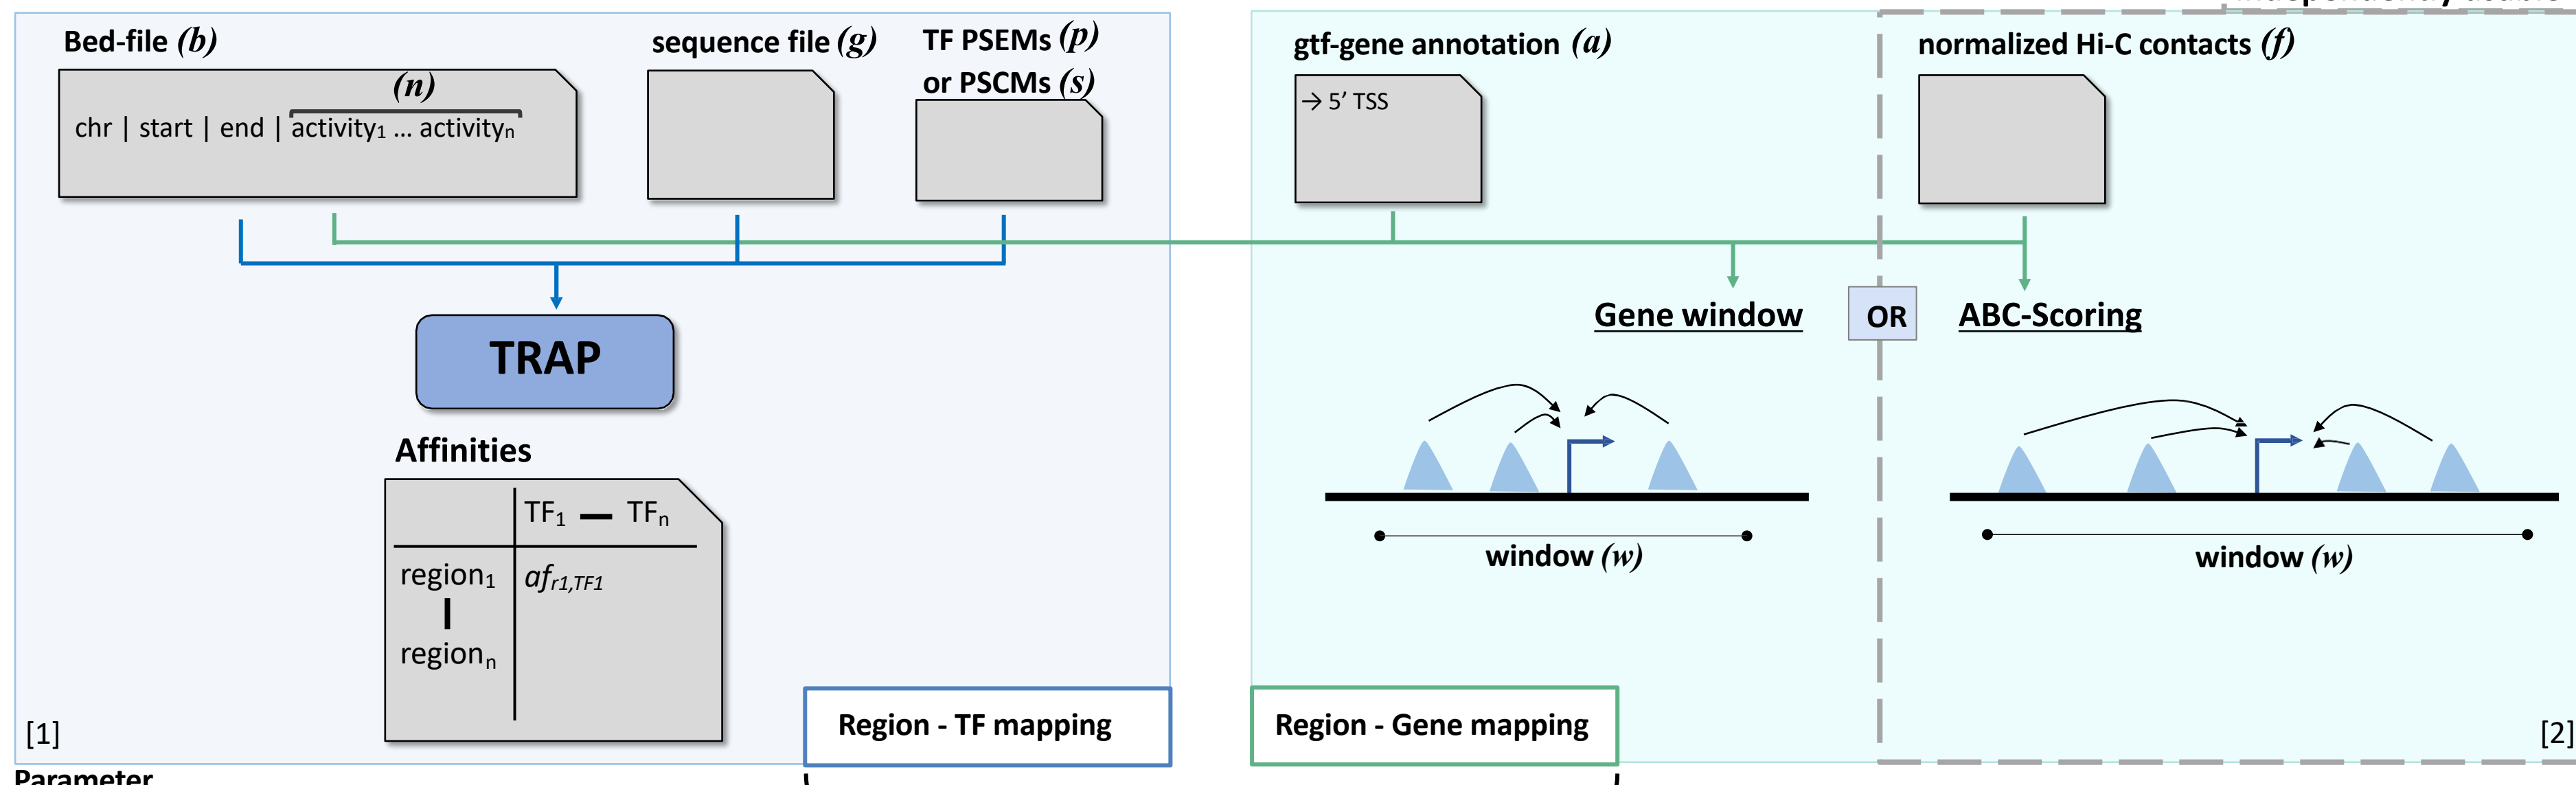 Bed-file (b)
(n)
chr | start | end | activity1 ... activityn
sequence file (g)
TF PSEMs (p)
or PSCMs (s)
TRAP
Affinities
TF1 — TFn
region1
afr1,TF1
regionn
[1]
Region - TF mapping
Parameter
gtf-gene annotation (a)
→ 5’ TSS
normalized Hi-C contacts (f)
Gene window
OR
ABC-Scoring
window (w)
window (w)
Region - Gene mapping
[2]